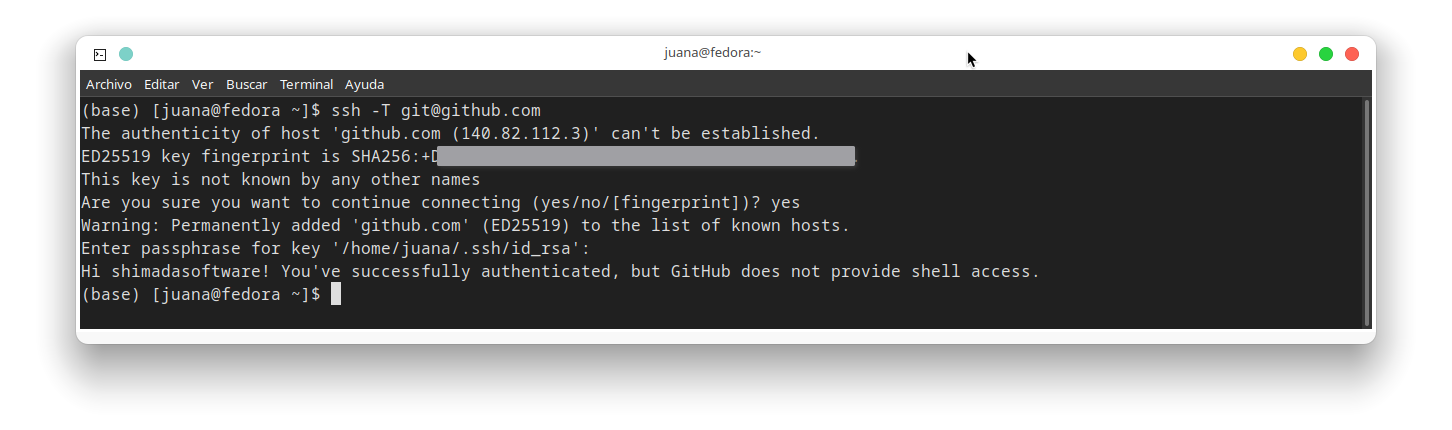 juana@fedora:~
Archivo Editar Ver Buscar Terminal Ayuda
(base) [juana@fedora ~]$ ssh -T git@github.com
The authenticity of host 'github.com (140.82.112.3)' can't be established.
ED25519 key fingerprint is SHA256:+D
This key is not known by any other names
Are you sure you want to continue connecting (yes/no/[fingerprint])? yes
Warning: Permanently added 'github.com' (ED25519) to the list of known hosts.
Enter passphrase for key '/home/juana/.ssh/id_rsa':
Hi shimadasoftware! You've successfully authenticated, but GitHub does not provide shell access.
(base) [juana@fedora ~]$